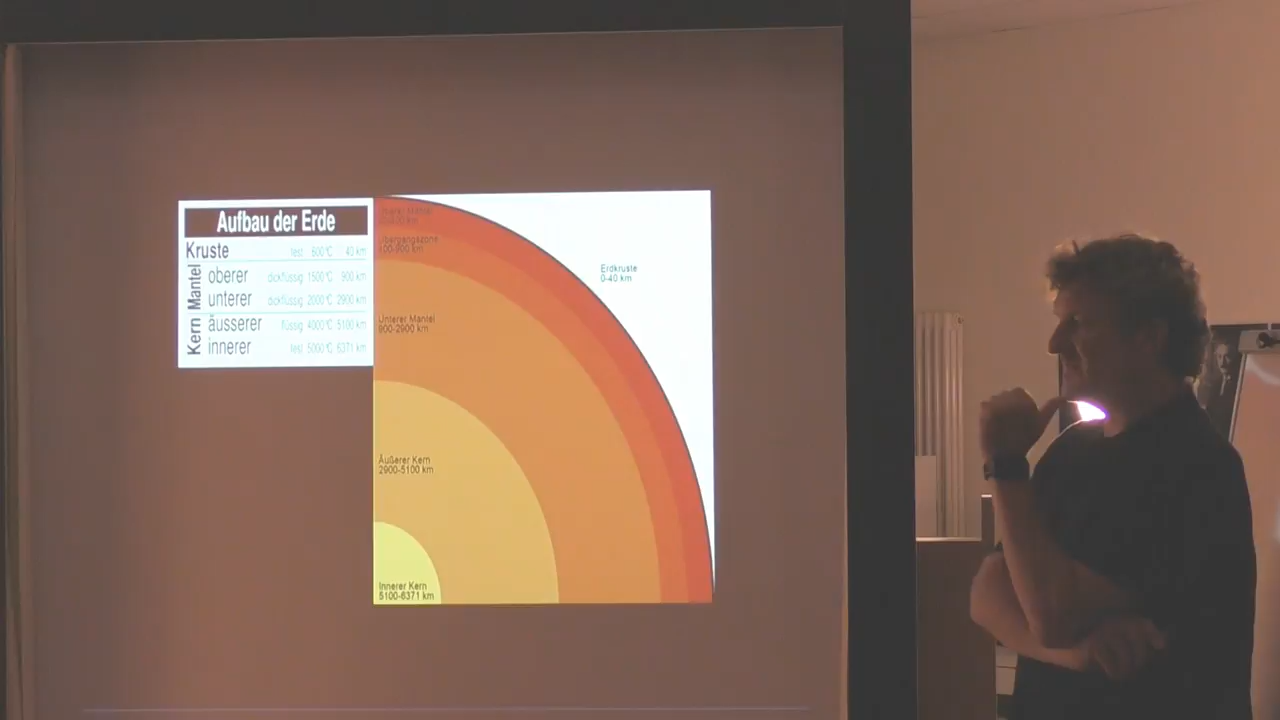 Aufbau der Erde
Kruste fest 600°C 40 km
Mantel
oberer dickflüssig 1500°C 900 km
unterer dickflüssig 2000°C 2900 km
Kern
äusserer flüssig 4000°C 5100 km
innerer fest 5000°C 6371 km
Übergangszone
Erdkruste
0-40 km
Unterer Mantel
900-2900 km
Äußerer Kern
2900-5100 km
Innerer Kern
5100-6371 km